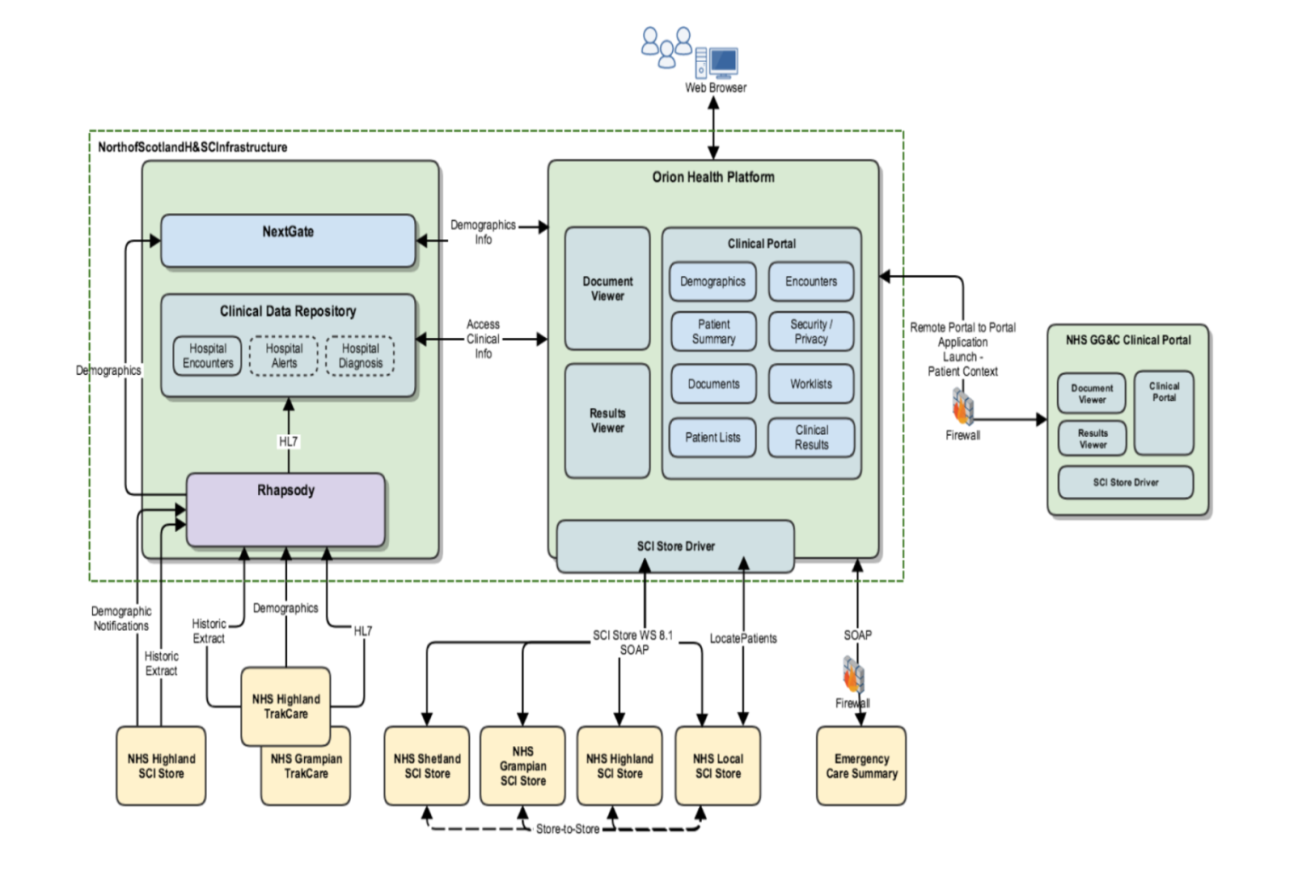 Web Browser
NorthofScotlandH&SCInfrastructure
Orion Health Platform
NextGate
Demographics
Info
Document
Viewer
Clinical Portal
Demographics
Encounters
Patient
Summary
Security /
Privacy
Documents
Worklists
Patient Lists
Clinical
Results
Clinical Data Repository
Hospital
Encounters
Hospital
Alerts
Hospital
Diagnosis
Access
Clinical
Info
Results
Viewer
Demographics
HL7
Rhapsody
SCI Store Driver
Remote Portal to Portal
Application
Launch -
Patient Context
Firewall
NHS GG&C Clinical Portal
Document
Viewer
Clinical
Portal
Results
Viewer
SCI Store Driver
Demographic
Notifications
Historic
Extract
Historic
Extract
Demographics
HL7
SCI Store WS 8.1
SOAP
LocatePatients
SOAP
Firewall
NHS Highland
TrakCare
NHS Highland
SCI Store
NHS Grampian
TrakCare
NHS Shetland
SCI Store
NHS
Grampian
SCI Store
NHS Highland
SCI Store
NHS Local
SCI Store
Emergency
Care Summary
Store-to-Store